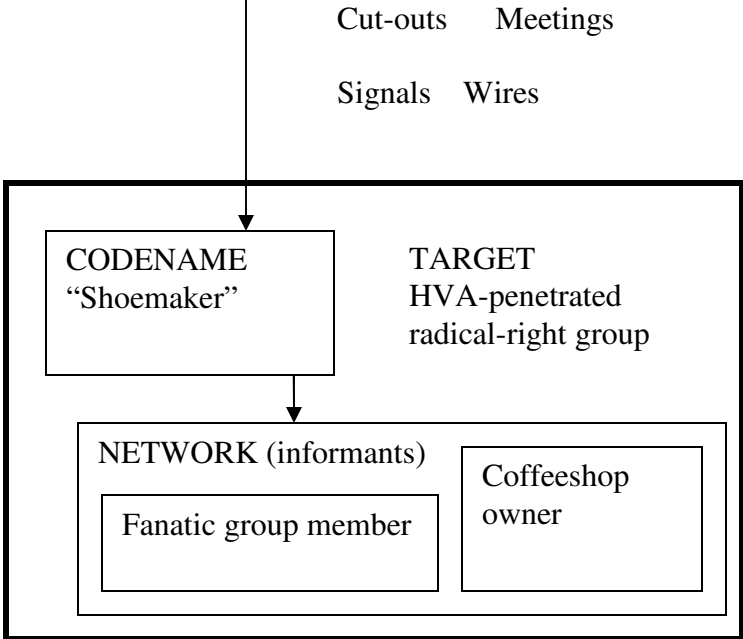 Cut-outs Meetings
Signals Wires
CODENAME
“Shoemaker”
TARGET
HVA-penetrated
radical-right group
NETWORK (informants)
Fanatic group member
Coffeeshop
owner